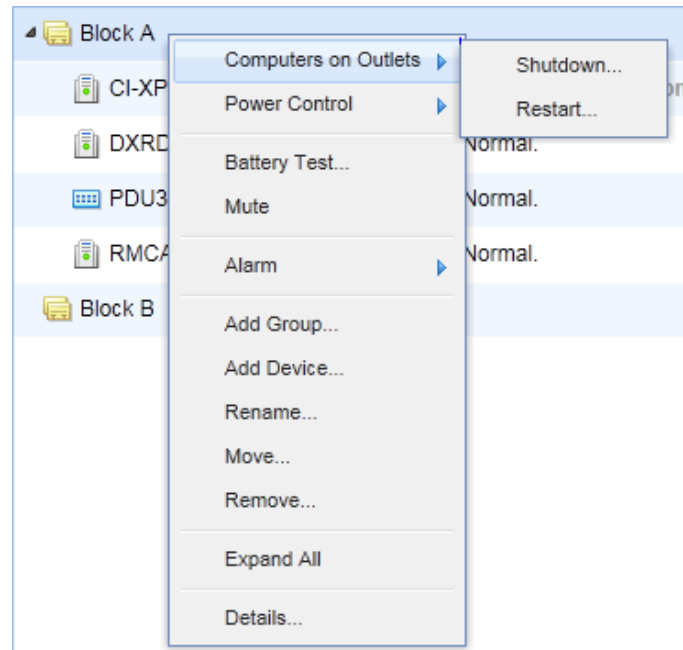 Block A
Computers on Outlets
Shutdown...
Power Control
Restart...
CI-XP
DXRD
Battery Test...
Normal.
PDU3
Mute
Normal.
RMCA
Alarm
Normal.
Block B
Add Group...
Add Device...
Rename...
Move...
Remove...
Expand All
Details...